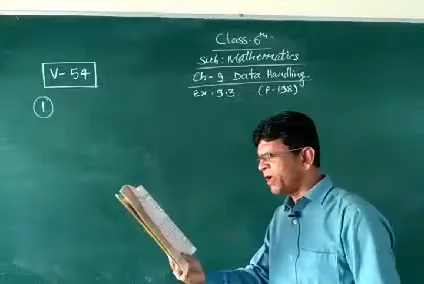 Class-6th
Sub: Mathematics
V-54
Ch-9 Data Handling.
Ex. 9.3 (P-198)
1